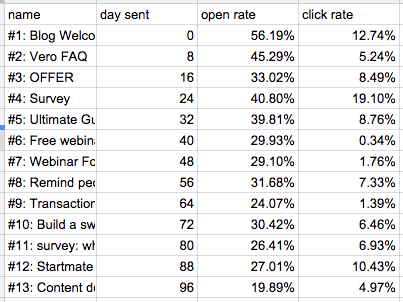 name day sent open rate click rate
#1: Blog Welco 0 56.19% 12.74%
#2: Vero FAQ 8 45.29% 5.24%
#3: OFFER 16 33.02% 8.49%
#4: Survey 24 40.80% 19.10%
#5: Ultimate Gu 32 39.81% 8.76%
#6: Free webin 40 29.93% 0.34%
#7: Webinar Fo 48 29.10% 1.76%
#8: Remind pe 56 31.68% 7.33%
#9: Transaction 64 24.07% 1.39%
#10: Build a sw 72 30.42% 6.46%
#11: survey: wh 80 26.41% 6.93%
#12: Startmate 88 27.01% 10.43%
#13: Content d 96 19.89% 4.97%